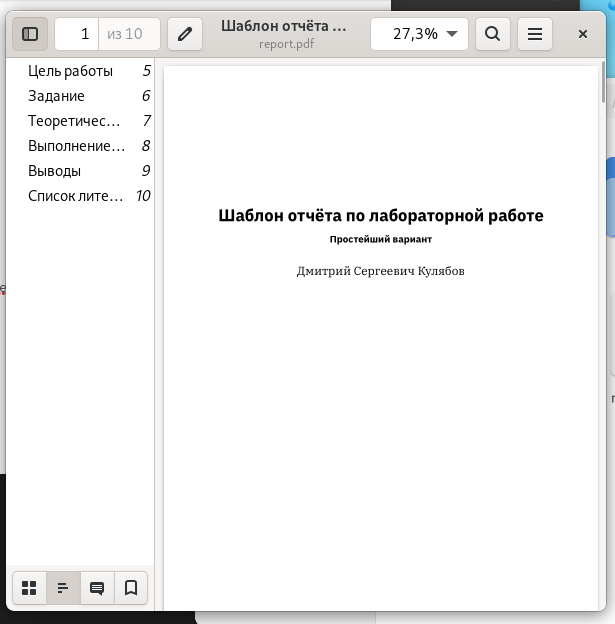 1 из 10
Шаблон отчёта ...
report.pdf
27,3%
Цель работы 5
Задание 6
Теоретичес... 7
Выполнение... 8
Выводы 9
Список лите... 10
Шаблон отчёта по лабораторной работе
Простейший вариант
Дмитрий Сергеевич Кулябов